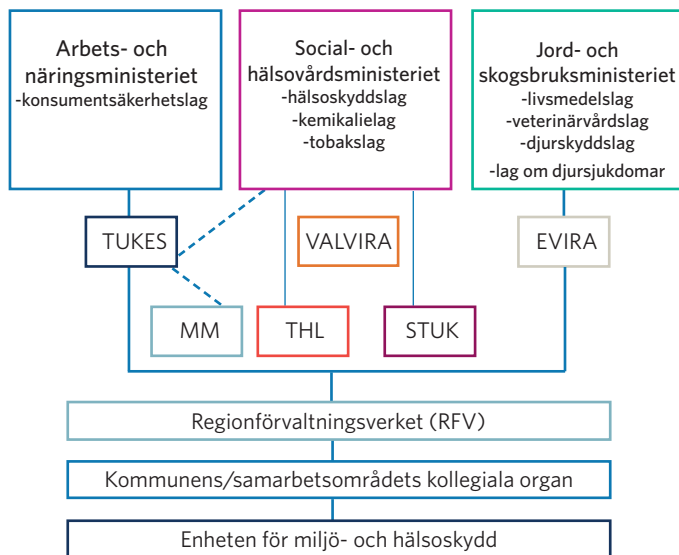 Arbets- och
näringsministeriet
-konsumentsäkerhetslag
Social- och
hälsovårdsministeriet
-hälsoskyddslag
-kemikalielag
-tobakslag
Jord- och
skogsbruksministeriet
-livsmedelslag
-veterinärvårdslag
-djurskyddslag
-lag om djursjukdomar
TUKES
VALVIRA
EVIRA
MM
THL
STUK
Regionförvaltningsverket (RFV)
Kommunens/samarbetsområdets kollegiala organ
Enheten för miljö- och hälsoskydd